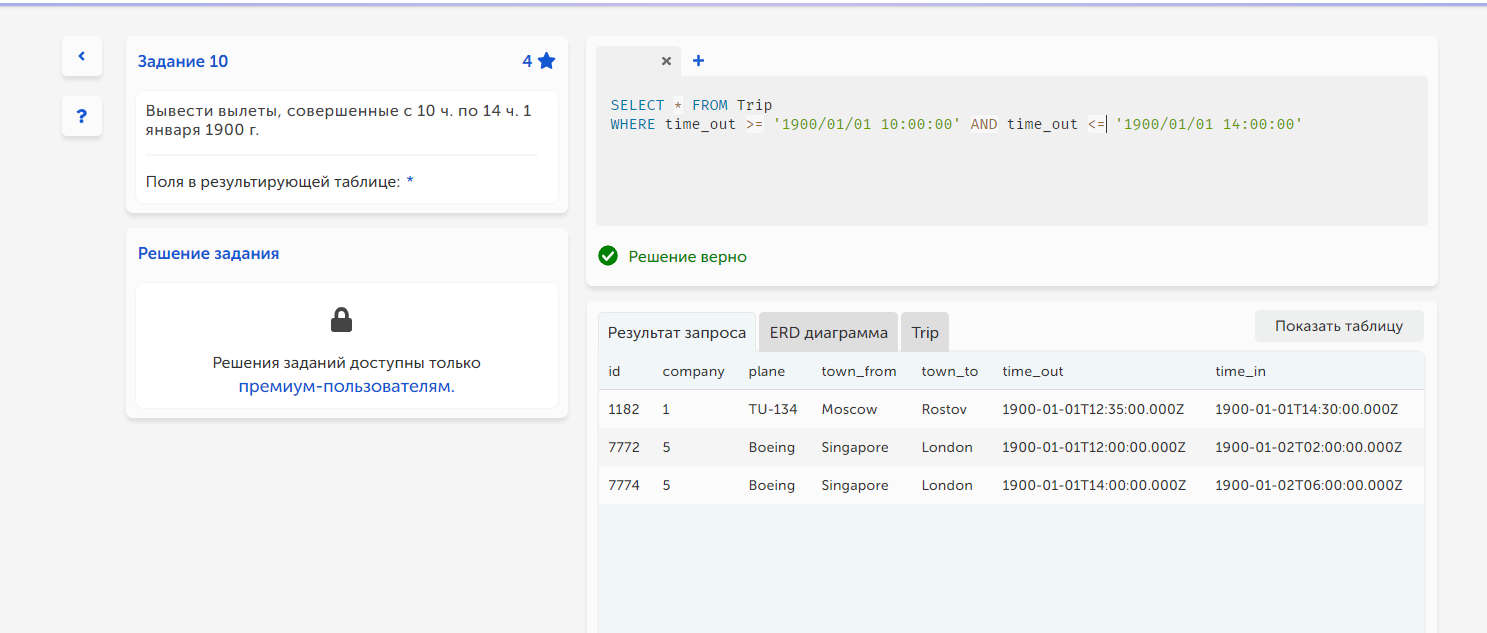 Задание 10
4
Вывести вылеты, совершенные с 10 ч. по 14 ч. 1
января 1900 г.
Поля в результирующей таблице: *
?
Решение задания
Решения заданий доступны только
премиум-пользователям.
SELECT * FROM Trip
WHERE time_out >= '1900/01/01 10:00:00' AND time_out <= '1900/01/01 14:00:00'
Решение верно
Результат запроса ERD диаграмма Trip Показать таблицу
id company plane town_from town_to time_out time_in
1182 1 TU-134 Moscow Rostov 1900-01-01T12:35:00.000Z 1900-01-01T14:30:00.000Z
7772 5 Boeing Singapore London 1900-01-01T12:00:00.000Z 1900-01-02T02:00:00.000Z
7774 5 Boeing Singapore London 1900-01-01T14:00:00.000Z 1900-01-02T06:00:00.000Z